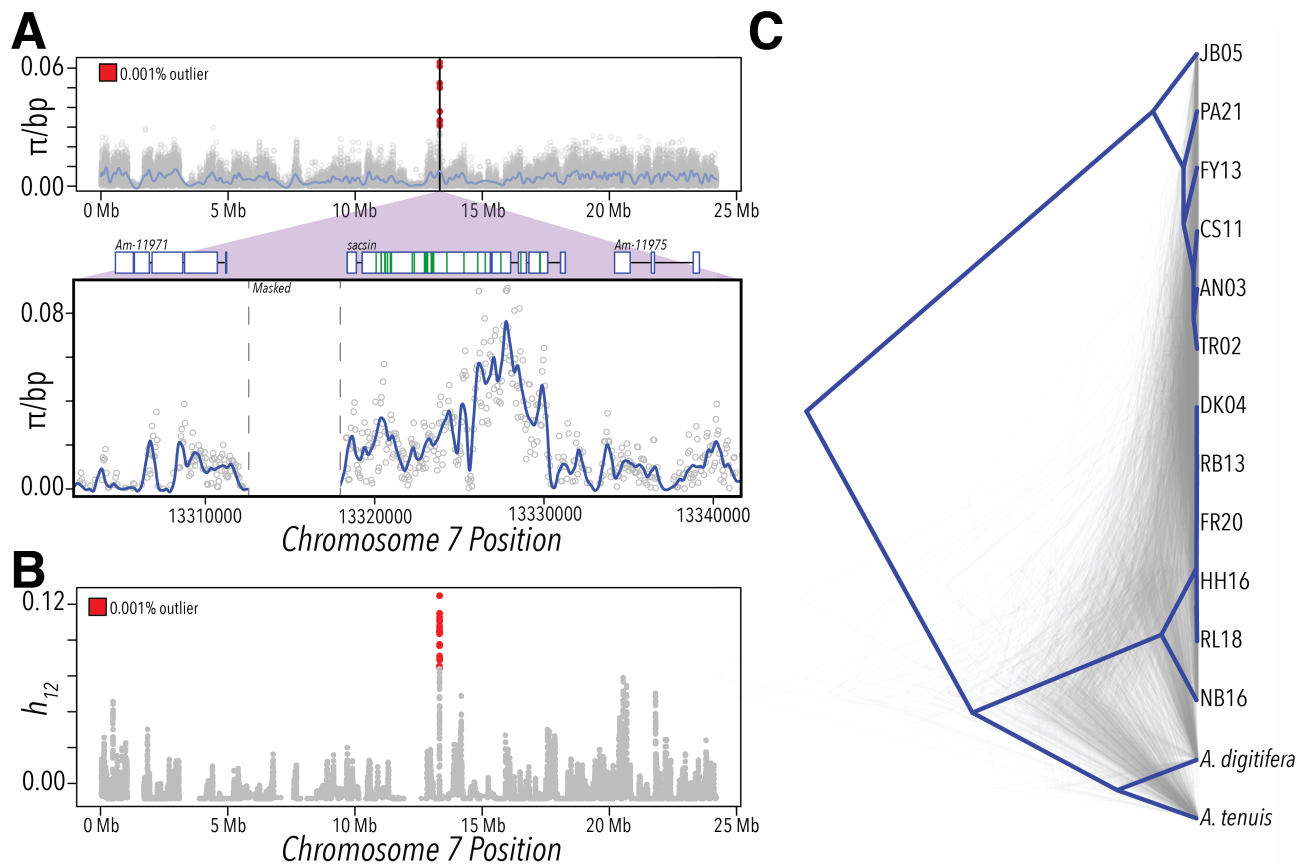 A
0.06
0.001% outlier
π/bp
0.00
0 Mb 5 Mb 10 Mb 15 Mb 20 Mb 25 Mb
Am-11971 sacsin Am-11975
Masked
0.08
π/bp
0.00
13310000 13320000 13330000 13340000
Chromosome 7 Position
B
0.12
0.001% outlier
h12
0.00
0 Mb 5 Mb 10 Mb 15 Mb 20 Mb 25 Mb
Chromosome 7 Position
C
JB05
PA21
FY13
CS11
AN03
TR02
DK04
RB13
FR20
HH16
RL18
NB16
A. digitifera
A. tenuis